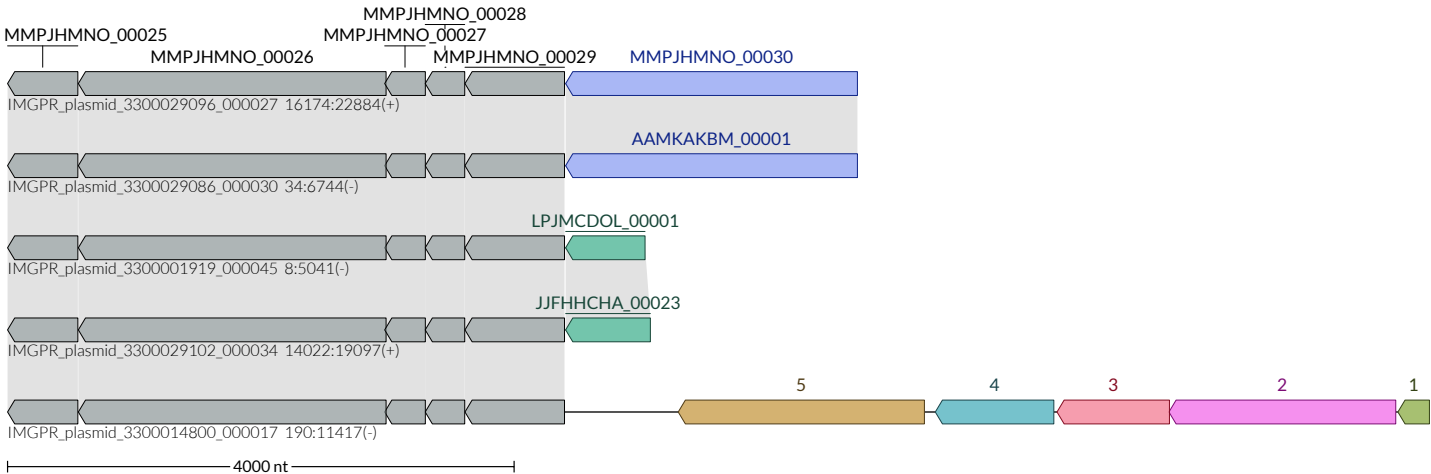 MMPJHMNO_00028
MMPJHMNO_00025
MMPJHMNO_00027
MMPJHMNO_00026
MMPJHMNO_00029
MMPJHMNO_00030
IMGPR_plasmid_3300029096_000027 16174:22884(+)
AAMKAKBM_00001
IMGPR_plasmid_3300029086_000030 34:6744(-)
LPJMCDOL_00001
IMGPR_plasmid_3300001919_000045 8:5041(-)
JJFHHCHA_00023
IMGPR_plasmid_3300029102_000034 14022:19097(+)
5 4 3 2 1
IMGPR_plasmid_3300014800_000017 190:11417(-)
4000 nt